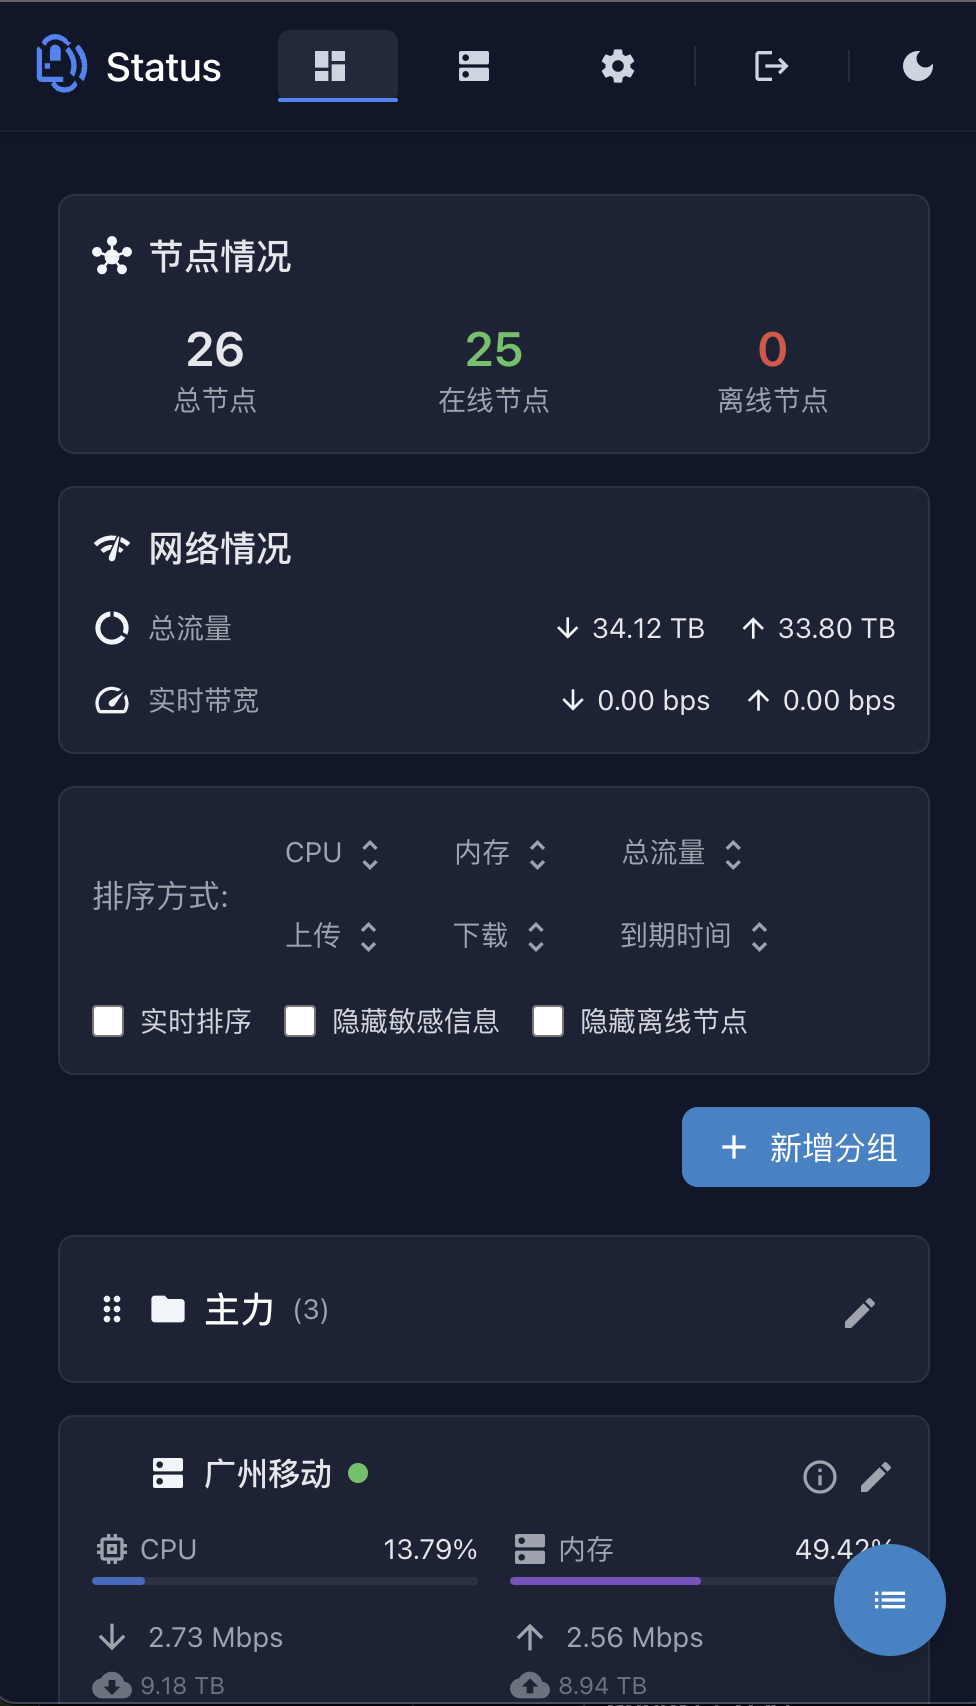 Status
节点情况
26 25 0
总节点 在线节点 离线节点
网络情况
总流量 34.12 TB 33.80 TB
实时带宽 0.00 bps 0.00 bps
排序方式:
CPU 内存 总流量
上传 下载 到期时间
实时排序 隐藏敏感信息 隐藏离线节点
+ 新增分组
主力 (3)
广州移动
CPU 13.79% 内存 49.42%
2.73 Mbps 2.56 Mbps
9.18 TB 8.94 TB